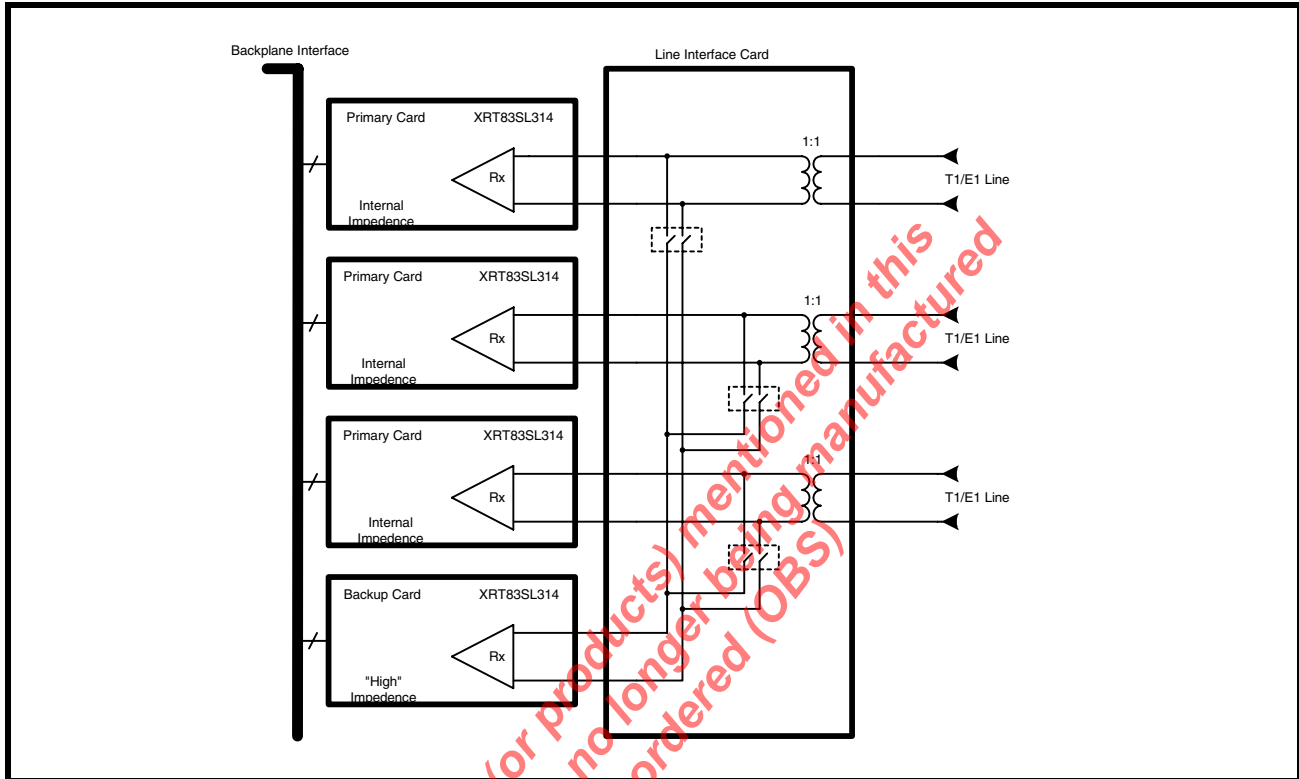 Backplane Interface
Line Interface Card
Primary Card XRT83SL314
1:1
Rx
T1/E1 Line
Internal
Impedence
Primary Card XRT83SL314
1:1
Rx
T1/E1 Line
Internal
Impedence
Primary Card XRT83SL314
1:1
Rx
T1/E1 Line
Internal
Impedence
Backup Card XRT83SL314
Rx
"High"
Impedence
(or products) mentioned in this
no longer being manufactured
ordered (OBS)